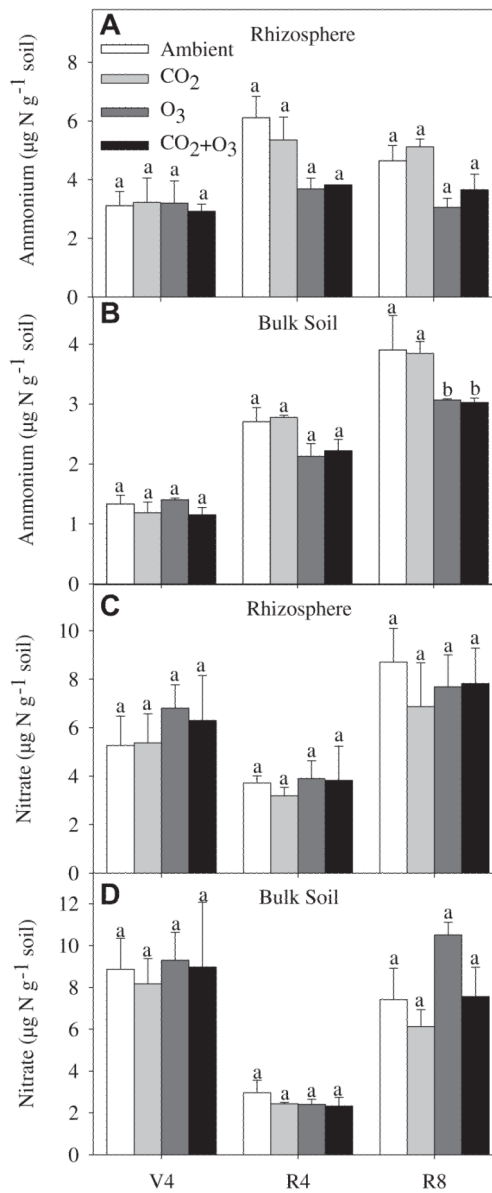 A
Rhizosphere
Ambient
CO2
O3
CO2+O3
Ammonium (µg N g-1 soil)
8
6
4
2
0
a a a a
a a a a
a a a a
B
Bulk Soil
Ammonium (µg N g-1 soil)
4
3
2
1
0
a a a a
a a a a
a a b b
C
Rhizosphere
Nitrate (µg N g-1 soil)
10
8
6
4
2
0
a a a a
a a a a
a a a a
D
Bulk Soil
Nitrate (µg N g-1 soil)
12
10
8
6
4
2
0
a a a a
a a a a
a a a a
V4 R4 R8